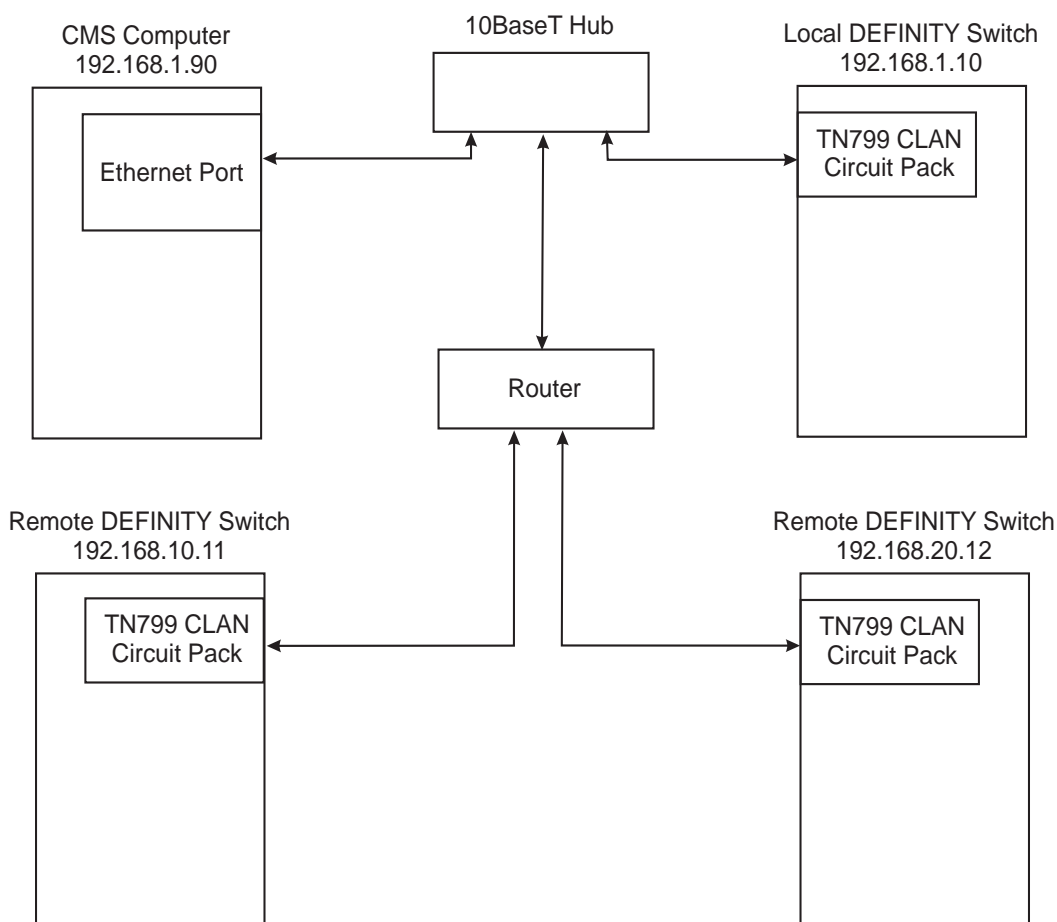 CMS Computer
192.168.1.90
10BaseT Hub
Local DEFINITY Switch
192.168.1.10
Ethernet Port
TN799 CLAN
Circuit Pack
Router
Remote DEFINITY Switch
192.168.10.11
TN799 CLAN
Circuit Pack
Remote DEFINITY Switch
192.168.20.12
TN799 CLAN
Circuit Pack